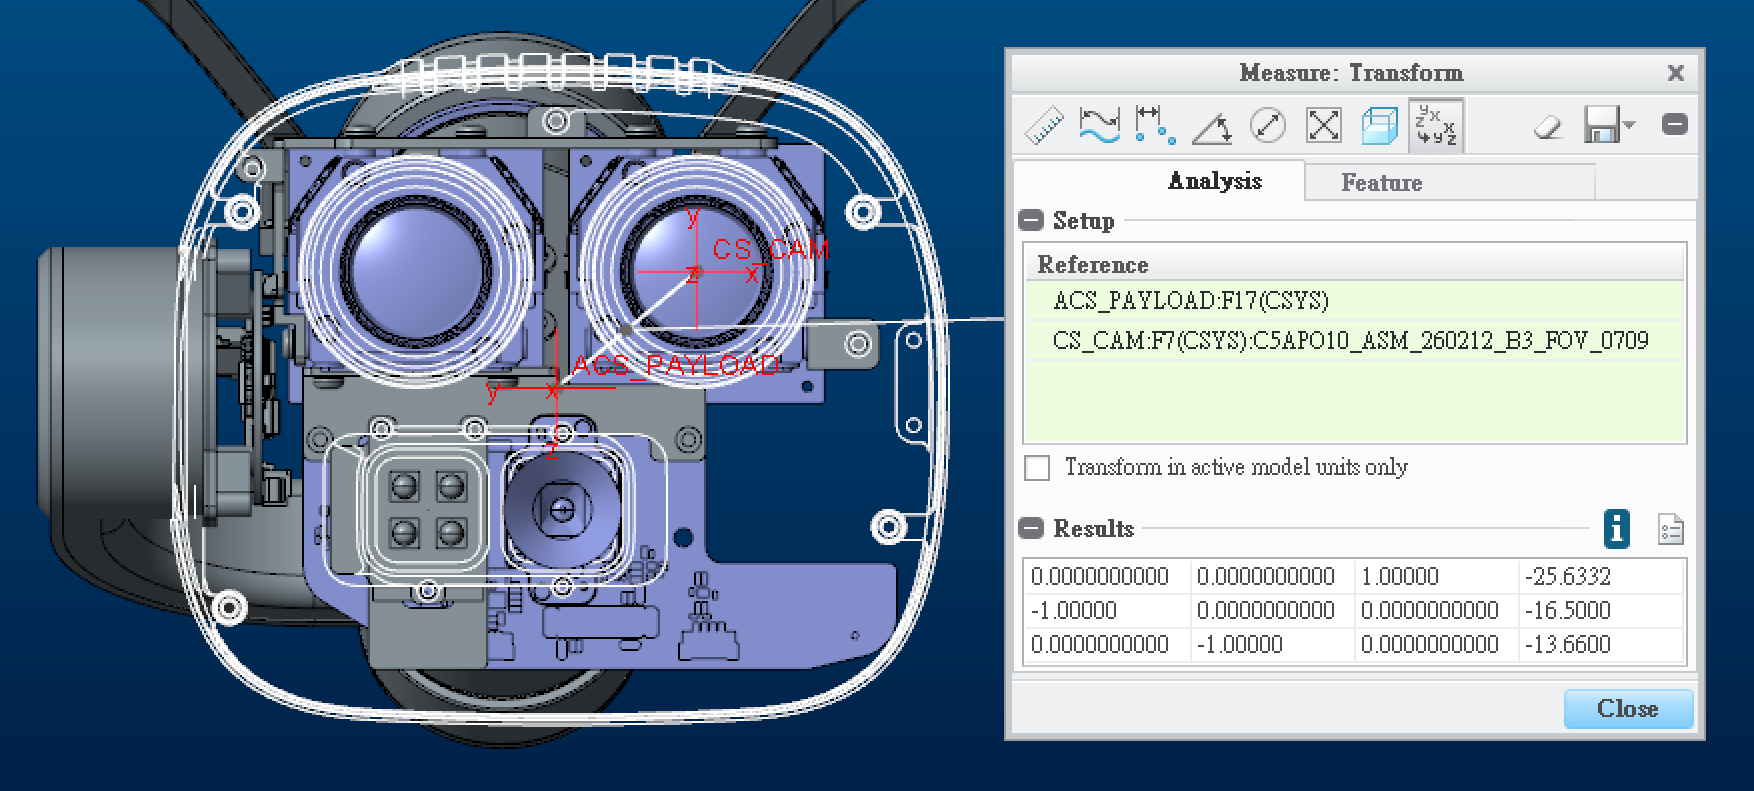 Measure: Transform
Analysis
Feature
Setup
Reference
ACS_PAYLOAD:F17(CSYS)
CS_CAM:F7(CSYS):C5APO10_ASM_260212_B3_FOV_0709
Transform in active model units only
Results
0.0000000000 0.0000000000 1.00000 -25.6332
-1.00000 0.0000000000 0.0000000000 -16.5000
0.0000000000 -1.00000 0.0000000000 -13.6600
Close
y
CS_CAM
z x
ACS_PAYLOAD
y x
z